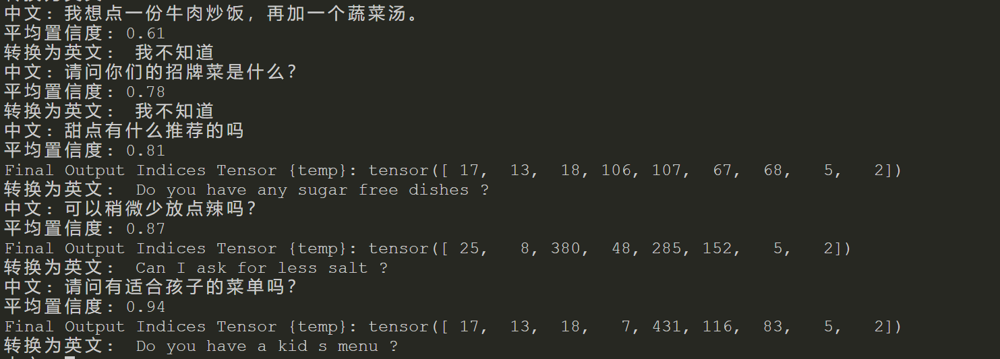 中文：我想点一份牛肉炒饭，再加一个蔬菜汤。
平均置信度：0.61
转换为英文： 我不知道
中文：请问你们的招牌菜是什么？
平均置信度：0.78
转换为英文： 我不知道
中文：甜点有什么推荐的吗
平均置信度：0.81
Final Output Indices Tensor {temp}: tensor([ 17,  13,  18, 106, 107,  67,  68,   5,   2])
转换为英文： Do you have any sugar free dishes ?
中文：可以稍微少放点辣吗？
平均置信度：0.87
Final Output Indices Tensor {temp}: tensor([ 25,   8, 380,  48, 285, 152,   5,   2])
转换为英文： Can I ask for less salt ?
中文：请问有适合孩子的菜单吗？
平均置信度：0.94
Final Output Indices Tensor {temp}: tensor([ 17,  13,  18,   7, 431, 116,  83,   5,   2])
转换为英文： Do you have a kid s menu ?